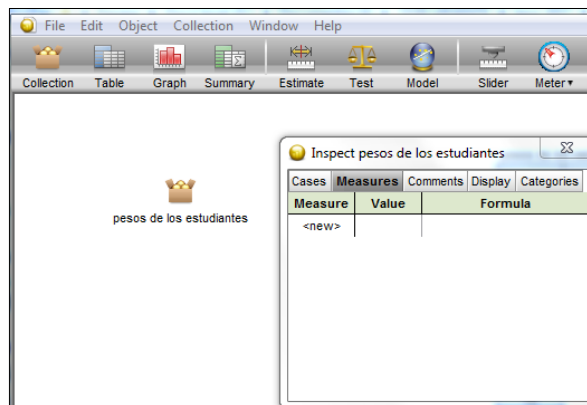 File Edit Object Collection Window Help
Collection Table Graph Summary Estimate Test Model Slider Meter▾
pesos de los estudiantes
Inspect pesos de los estudiantes
Cases Measures Comments Display Categories
Measure Value Formula
<new>